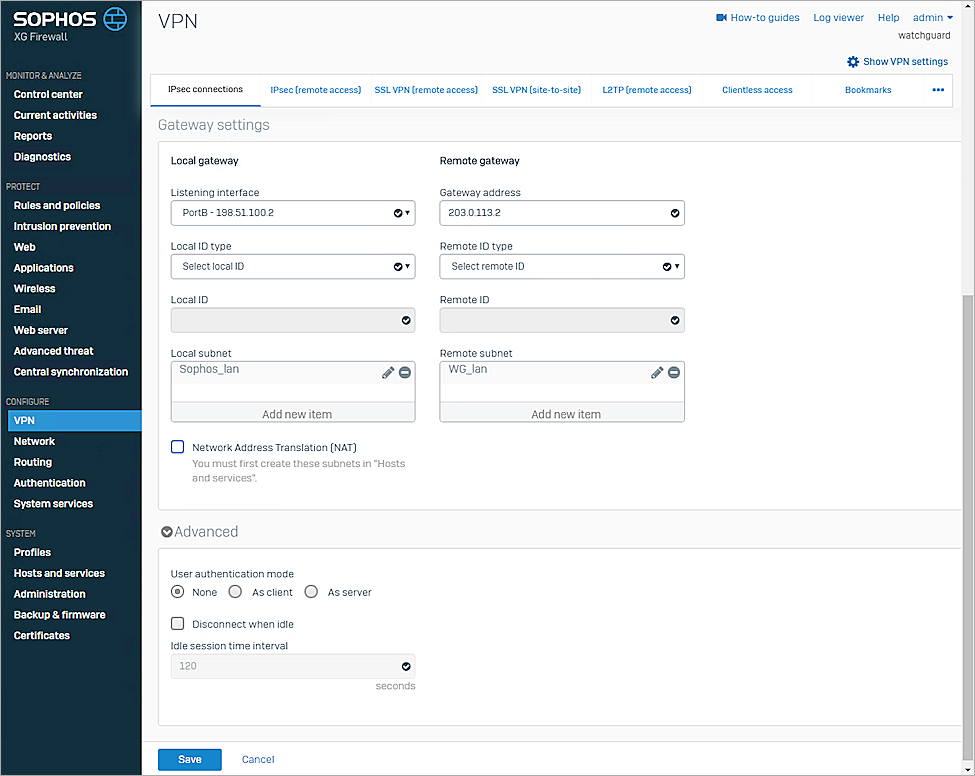 SOPHOS
XG Firewall
MONITOR & ANALYZE
Control center
Current activities
Reports
Diagnostics
PROTECT
Rules and policies
Intrusion prevention
Web
Applications
Wireless
Email
Web server
Advanced threat
Central synchronization
CONFIGURE
VPN
Network
Routing
Authentication
System services
SYSTEM
Profiles
Hosts and services
Administration
Backup & firmware
Certificates
VPN
How-to guides Log viewer Help admin
watchguard
Show VPN settings
IPsec connections IPsec (remote access) SSL VPN (remote access) SSL VPN (site-to-site) L2TP (remote access) Clientless access Bookmarks
Gateway settings
Local gateway Remote gateway
Listening interface Gateway address
PortB - 198.51.100.2 203.0.113.2
Local ID type Remote ID type
Select local ID Select remote ID
Local ID Remote ID
Local subnet Remote subnet
Sophos_lan WG_lan
Add new item Add new item
Network Address Translation (NAT)
You must first create these subnets in "Hosts
and services".
Advanced
User authentication mode
None As client As server
Disconnect when idle
Idle session time interval
120
seconds
Save Cancel